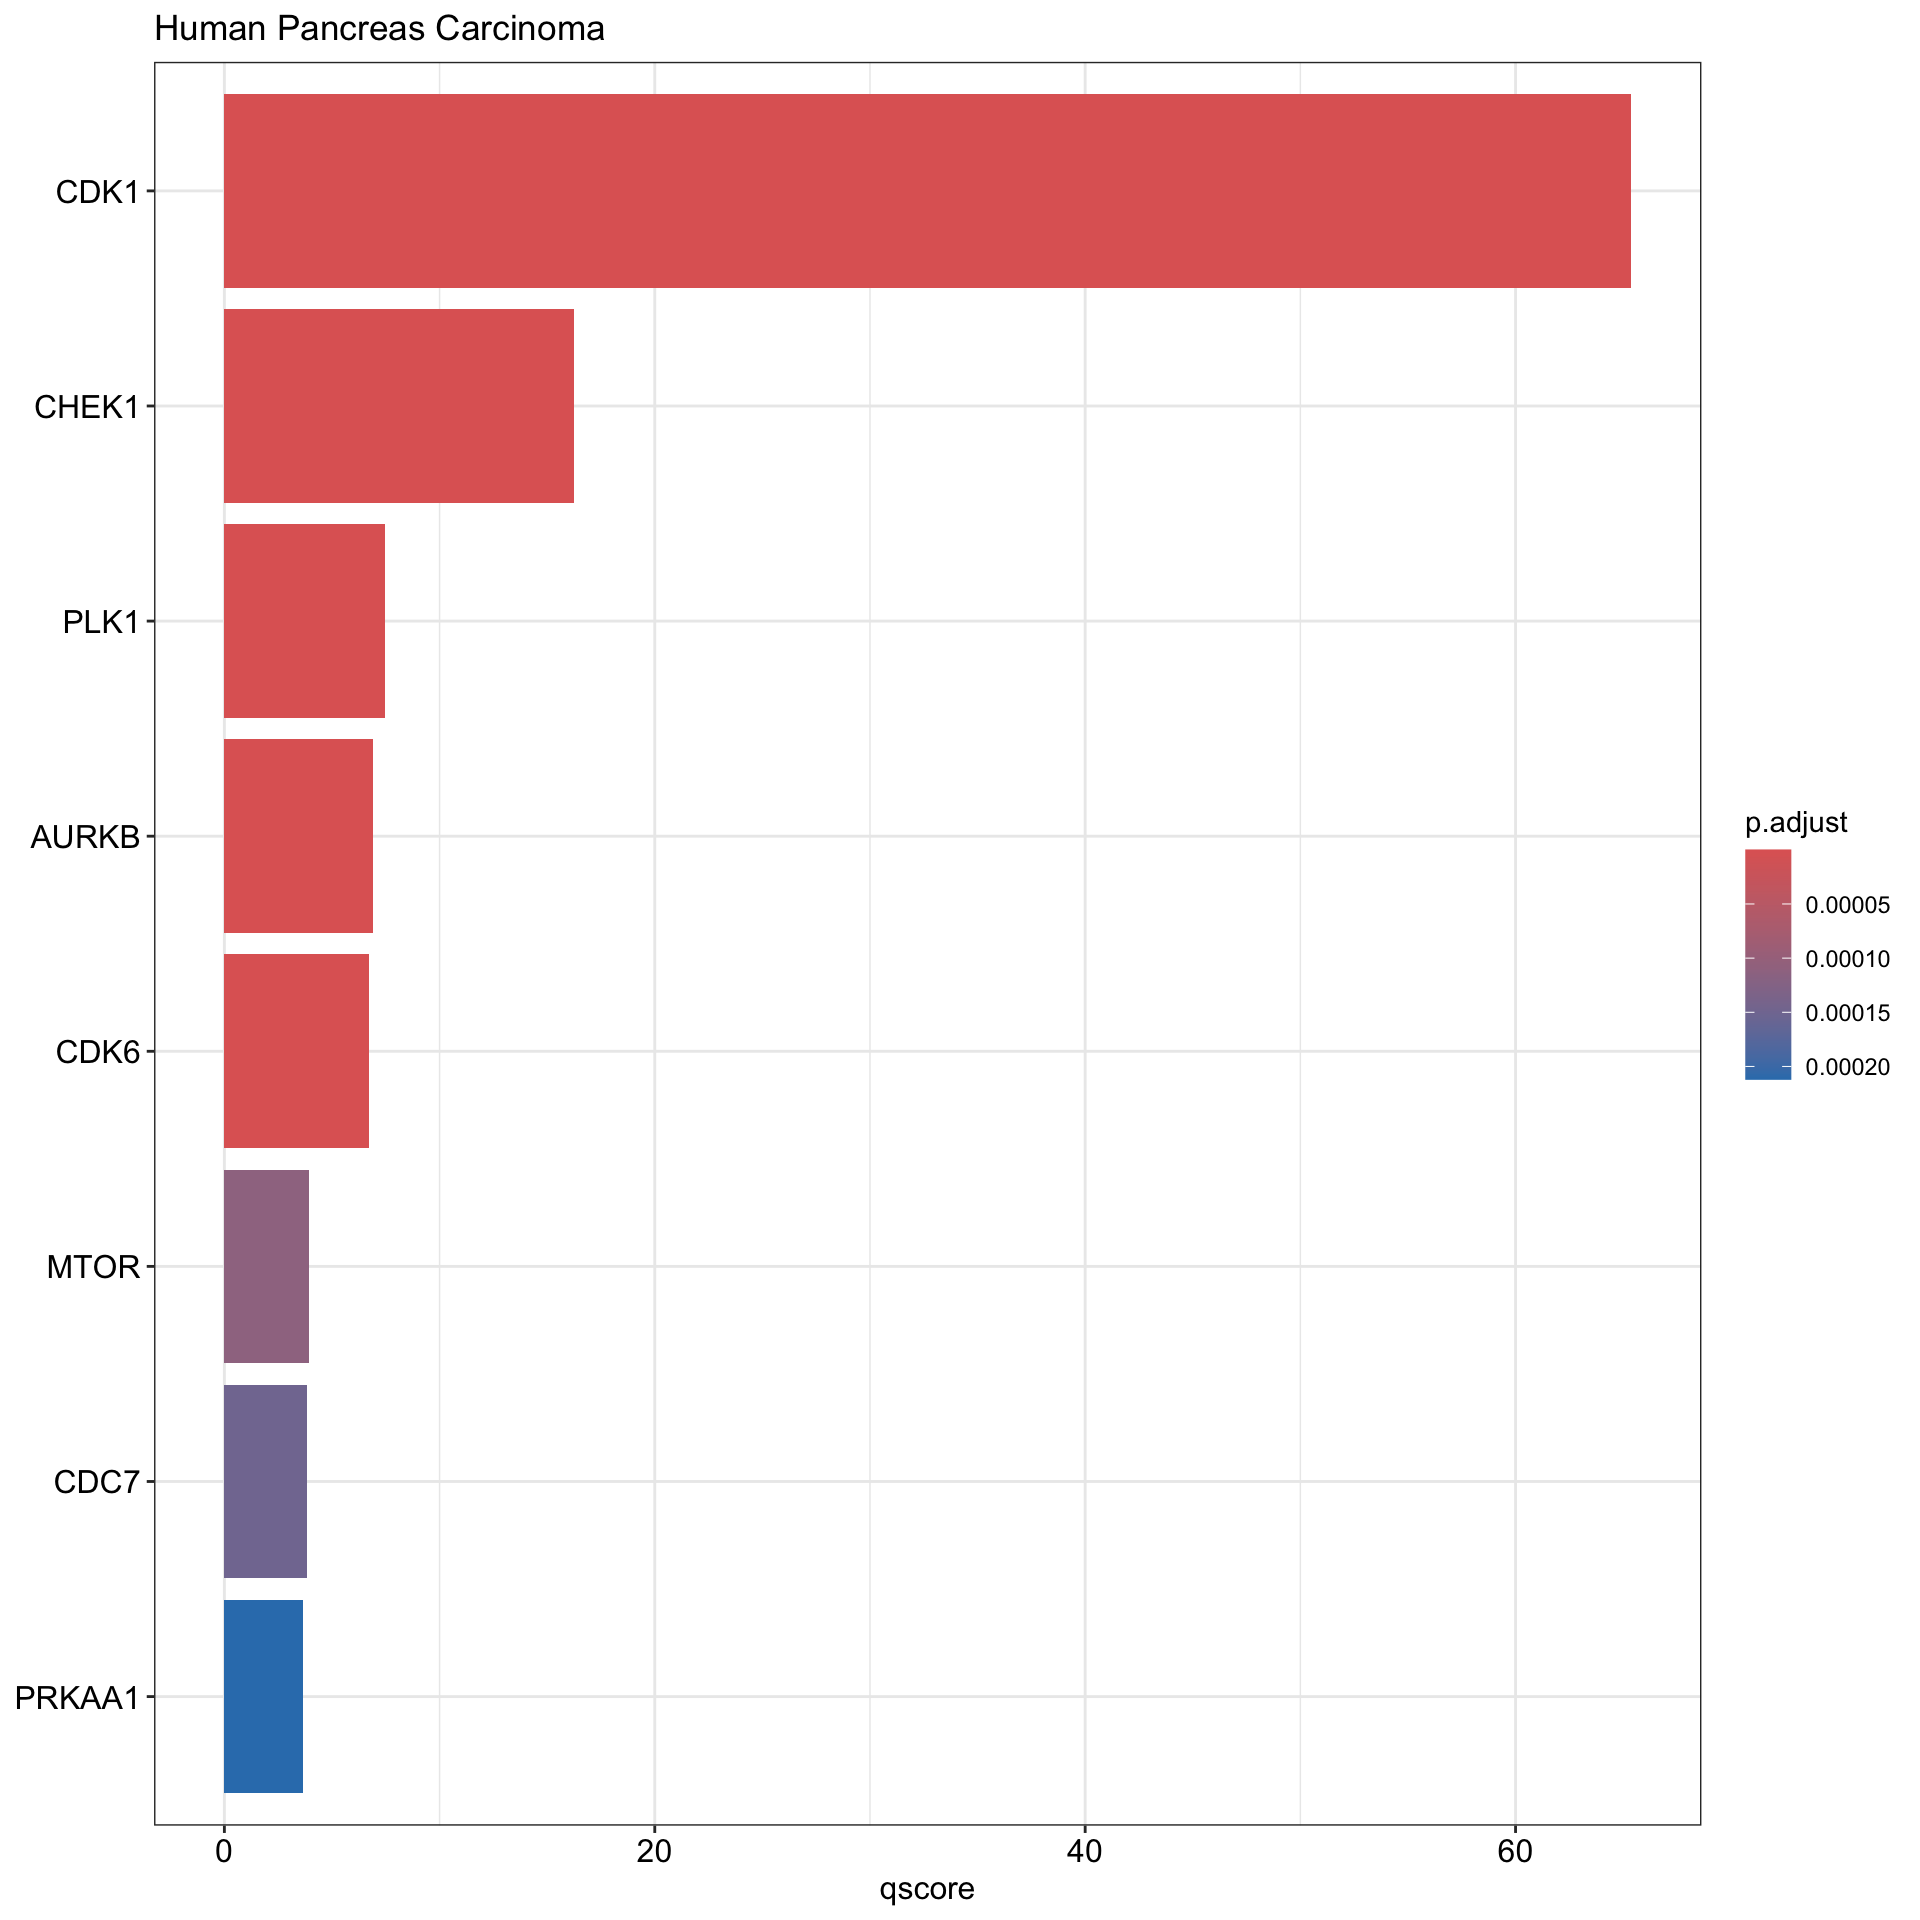 Human Pancreas Carcinoma
CDK1
CHEK1
PLK1
AURKB
CDK6
MTOR
CDC7
PRKAA1
0 20 40 60
qscore
p.adjust
0.00005
0.00010
0.00015
0.00020